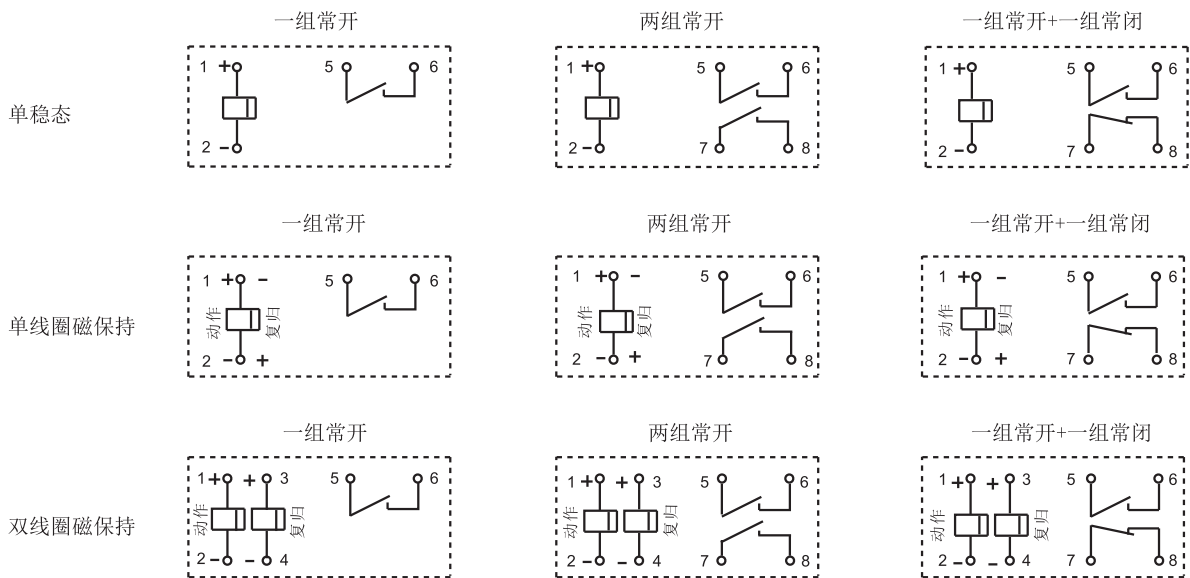 一组常开 两组常开 一组常开+一组常闭
单稳态
1 + 5 6 1 + 5 6 1 + 5 6
2 − 2 − 7 8 2 − 7 8
一组常开 两组常开 一组常开+一组常闭
单线圈磁保持
1 + − 5 6 1 + − 5 6 1 + − 5 6
动作 复归 动作 复归 动作 复归
2 − + 2 − + 7 8 2 − + 7 8
一组常开 两组常开 一组常开+一组常闭
双线圈磁保持
1 + + 3 5 6 1 + + 3 5 6 1 + + 3 5 6
动作 复归 动作 复归 动作 复归
2 − − 4 2 − − 4 7 8 2 − − 4 7 8